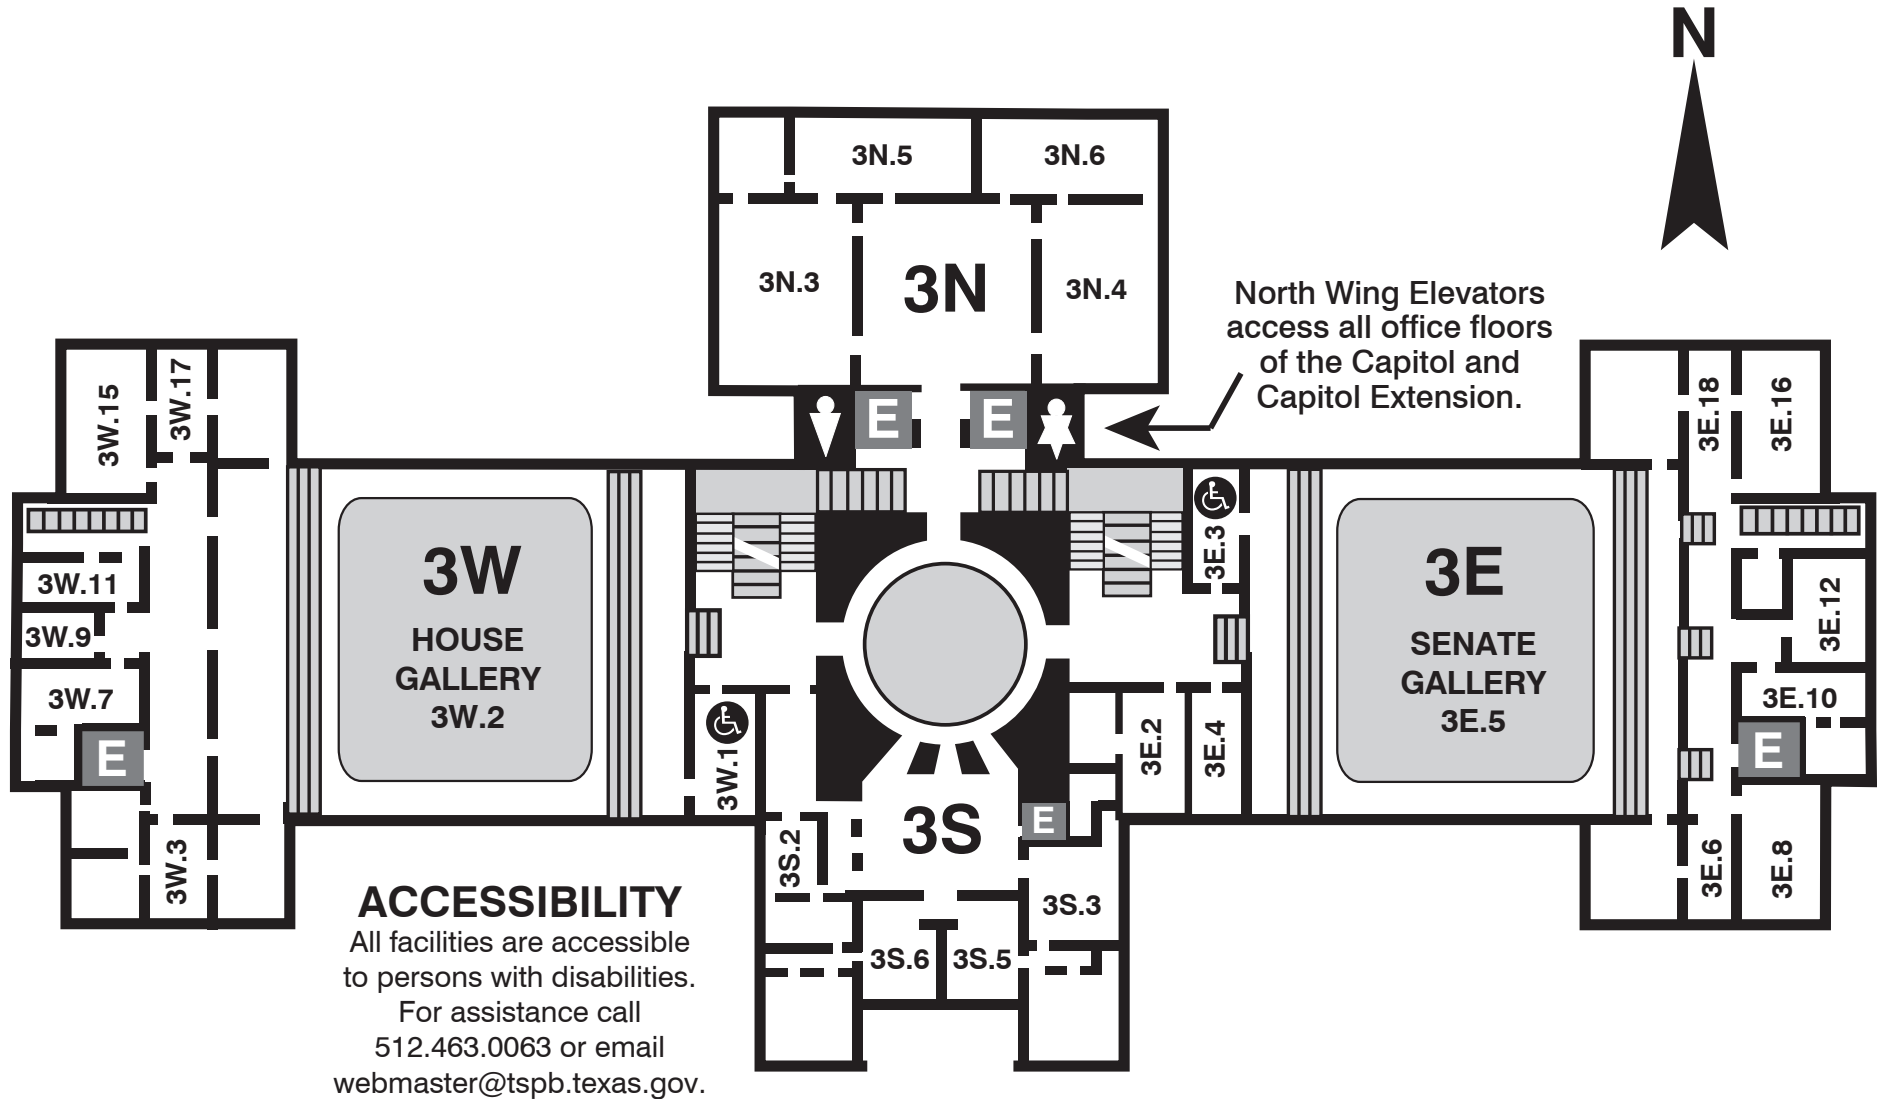 N
3N.5
3N.6
3N.3
3N
3N.4
North Wing Elevators
access all office floors
of the Capitol and
Capitol Extension.
E
E
3W.15
3W.17
3E.18
3E.16
3W.11
3W.9
3W.7
E
3W.3
3W
HOUSE
GALLERY
3W.2
3W.1
3E.3
3E.2
3E.4
3E
SENATE
GALLERY
3E.5
3E.12
3E.10
E
3E.6
3E.8
3S
E
3S.2
3S.3
3S.6
3S.5
ACCESSIBILITY
All facilities are accessible
to persons with disabilities.
For assistance call
512.463.0063 or email
webmaster@tspb.texas.gov.